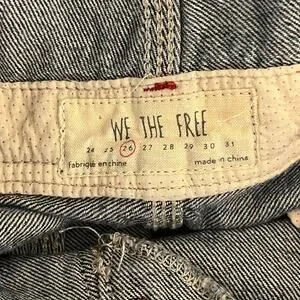 WE THE FREE
24 25 26 27 28 29 30 31
fabriqué en chine made in china